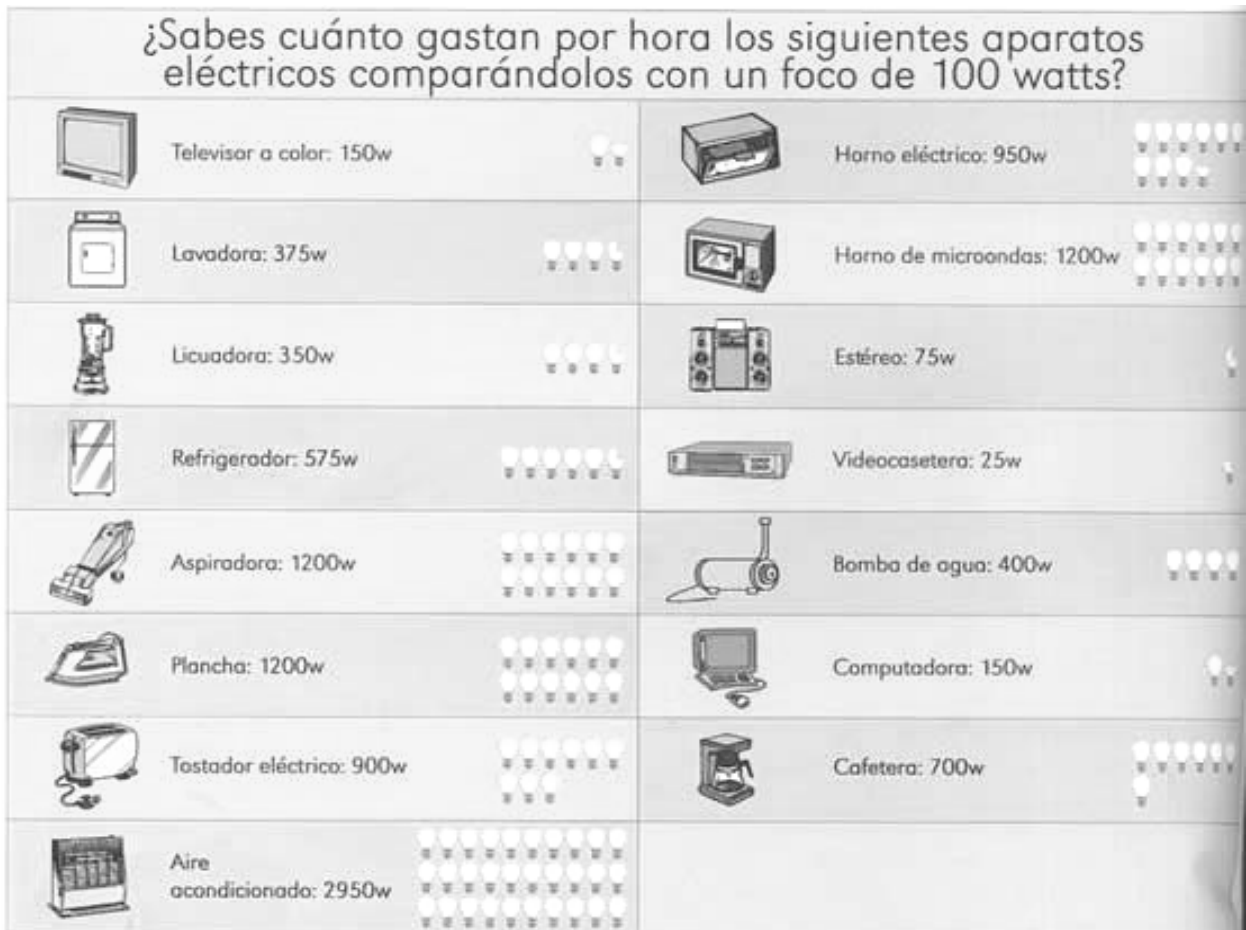 ¿Sabes cuánto gastan por hora los siguientes aparatos
eléctricos comparándolos con un foco de 100 watts?
Televisor a color: 150w
Lavadora: 375w
Licuadora: 350w
Refrigerador: 575w
Aspiradora: 1200w
Plancha: 1200w
Tostador eléctrico: 900w
Aire
acondicionado: 2950w
Horno eléctrico: 950w
Horno de microondas: 1200w
Estéreo: 75w
Videocasetera: 25w
Bomba de agua: 400w
Computadora: 150w
Cafetera: 700w